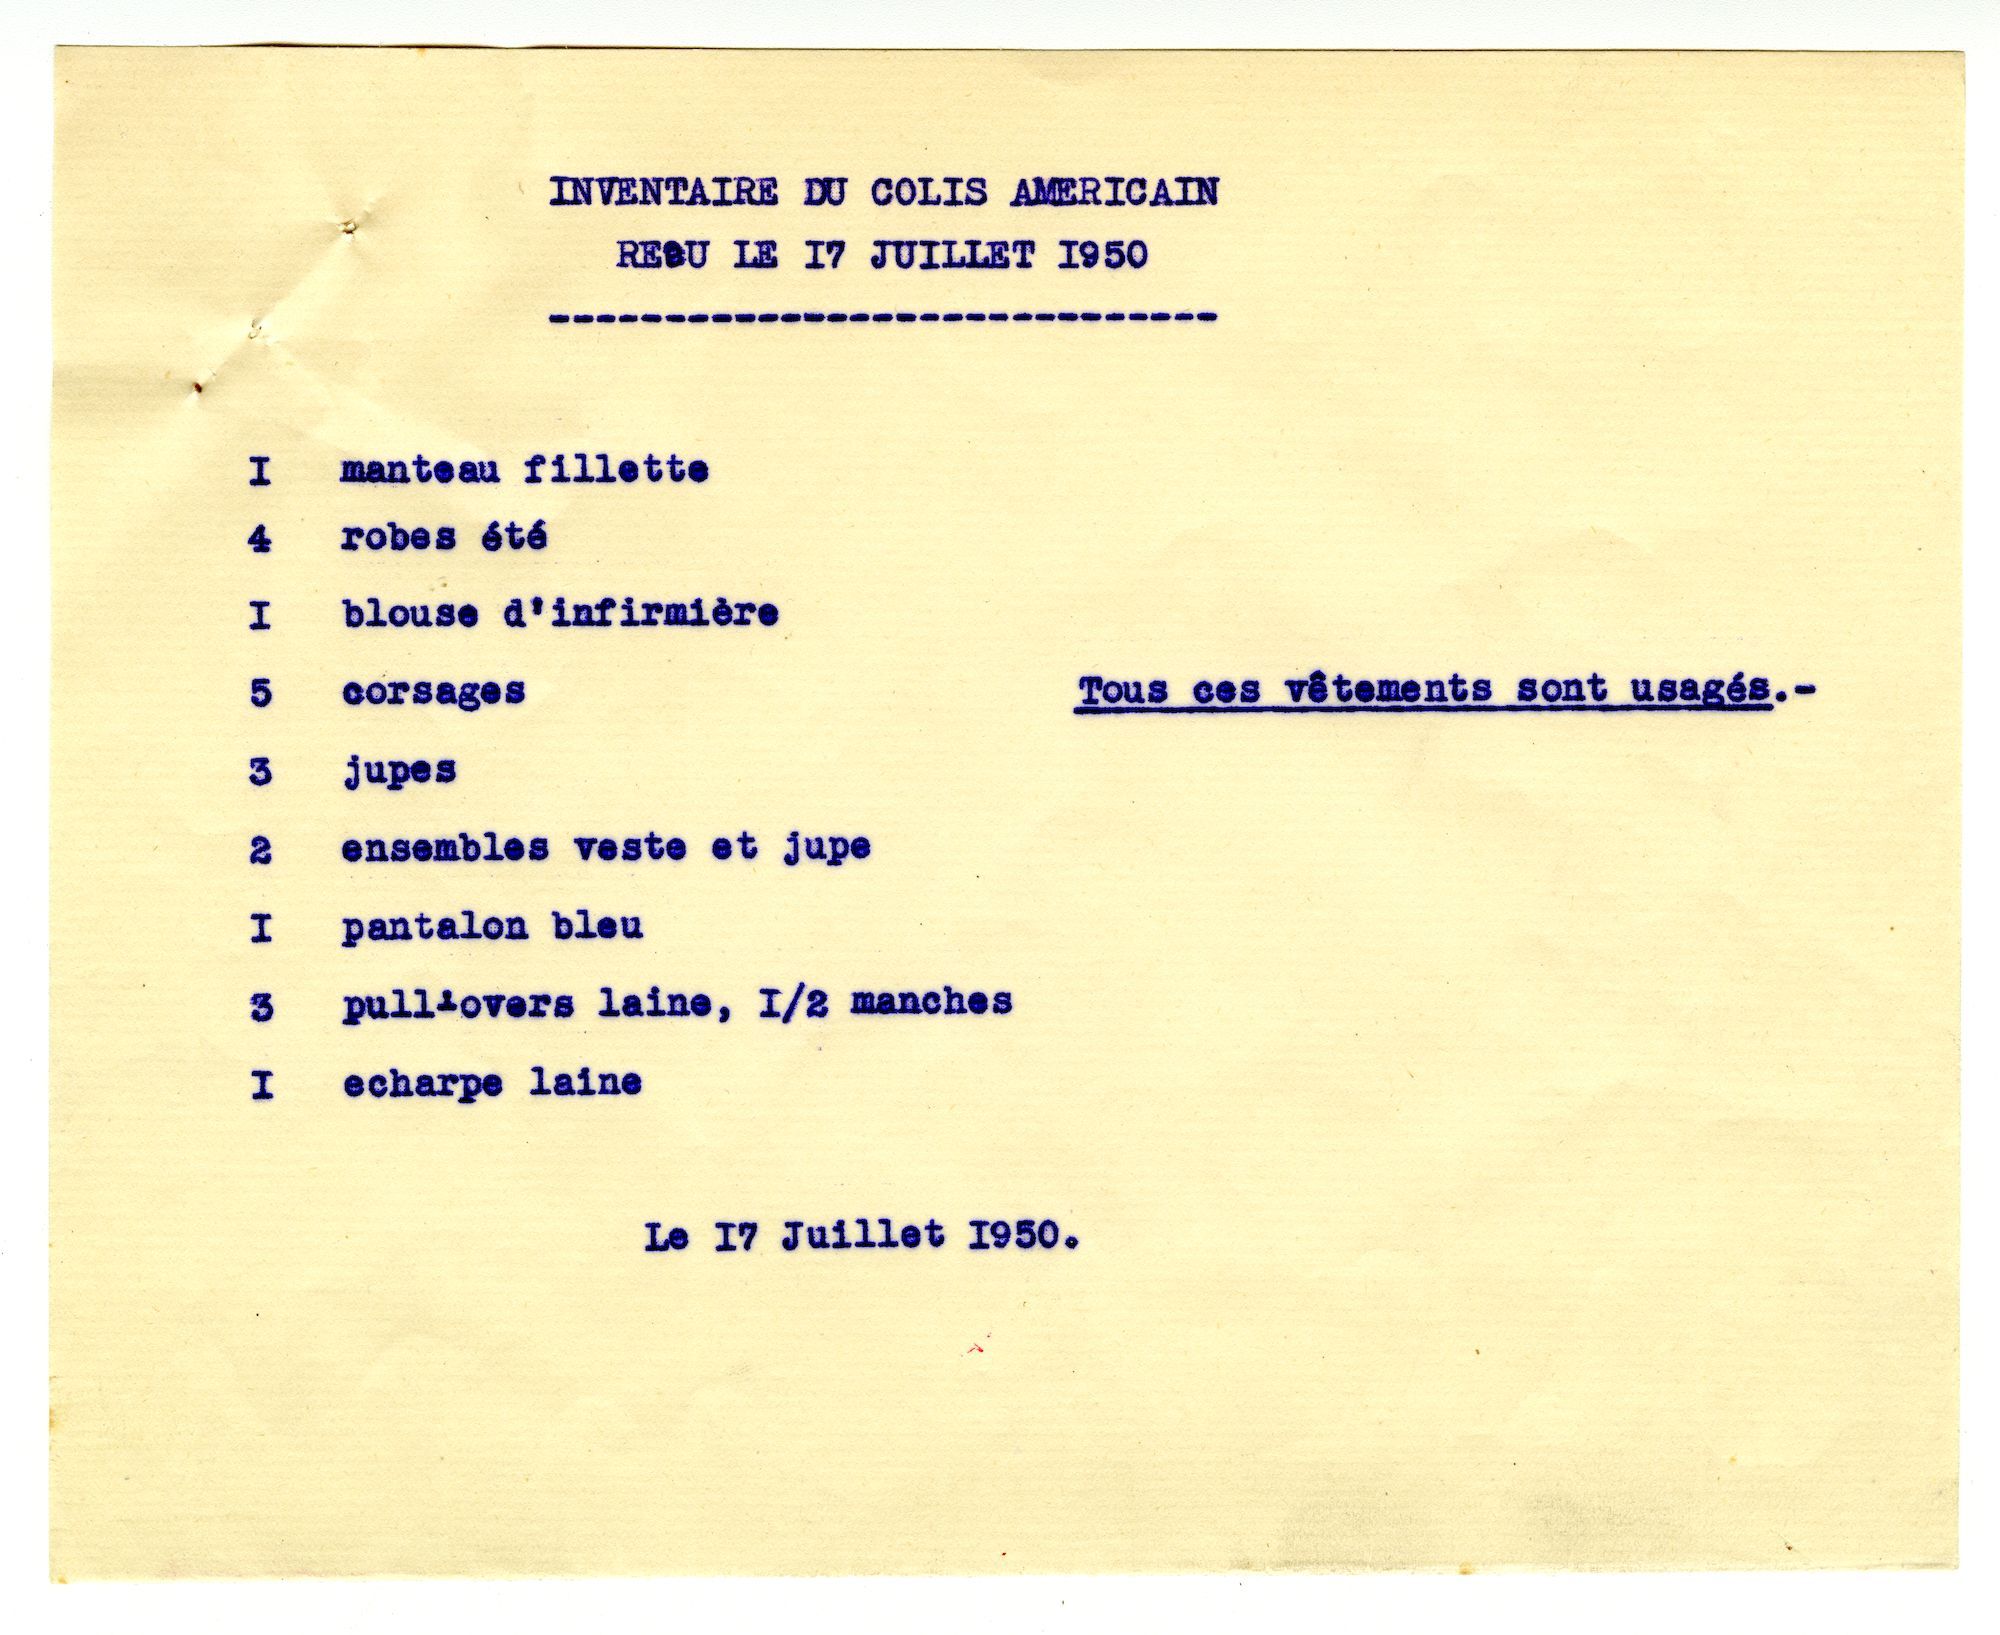 INVENTAIRE DU COLIS AMERICAIN
RECU LE I7 JUILLET I950
-----------------------------
I manteau fillette
4 robes été
I blouse d'infirmière
5 corsages
Tous ces vêtements sont usagés.-
3 jupes
2 ensembles veste et jupe
I pantalon bleu
3 pull-overs laine, I/2 manches
I echarpe laine
Le I7 Juillet I950.